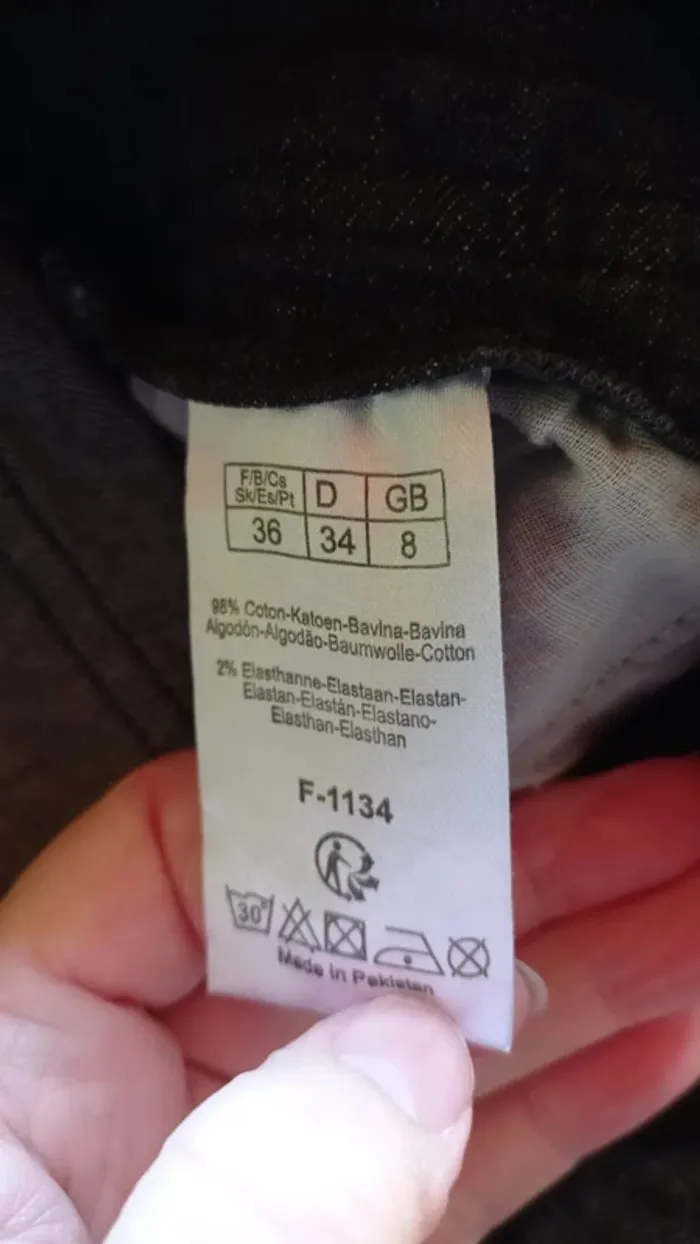 F/B/Cs D GB
Sk/Es/Pt
36 34 8
98% Coton-Katoen-Bavlna-Bavlna
Algodón-Algodão-Baumwolle-Cotton
2% Elasthanne-Elastaan-Elastan-
Elastan-Elastán-Elastano-
Elasthan-Elasthan
F-1134
30°
Made in Pakistan